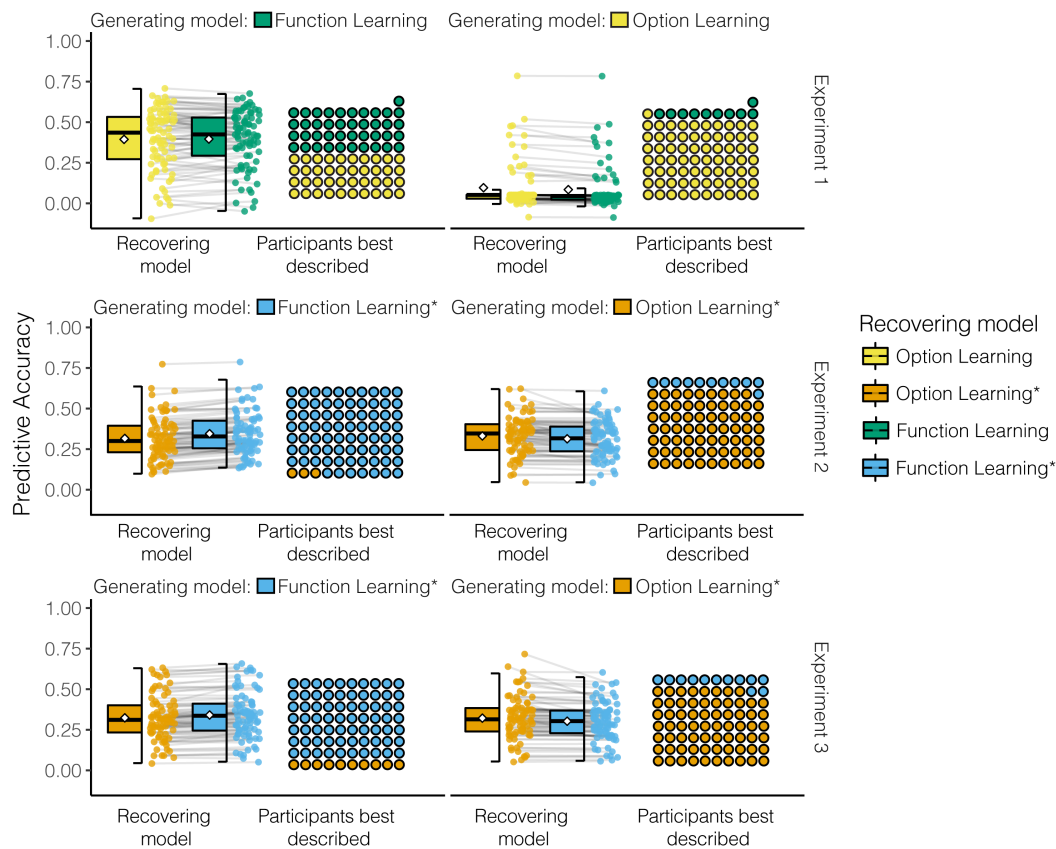 Generating model: Function Learning
Generating model: Option Learning
1.00
0.75
0.50
0.25
0.00
Experiment 1
Recovering model
Participants best described
Recovering model
Participants best described
Generating model: Function Learning*
Generating model: Option Learning*
Predictive Accuracy
1.00
0.75
0.50
0.25
0.00
Experiment 2
Recovering model
Participants best described
Recovering model
Participants best described
Generating model: Function Learning*
Generating model: Option Learning*
1.00
0.75
0.50
0.25
0.00
Experiment 3
Recovering model
Participants best described
Recovering model
Participants best described
Recovering model
Option Learning
Option Learning*
Function Learning
Function Learning*